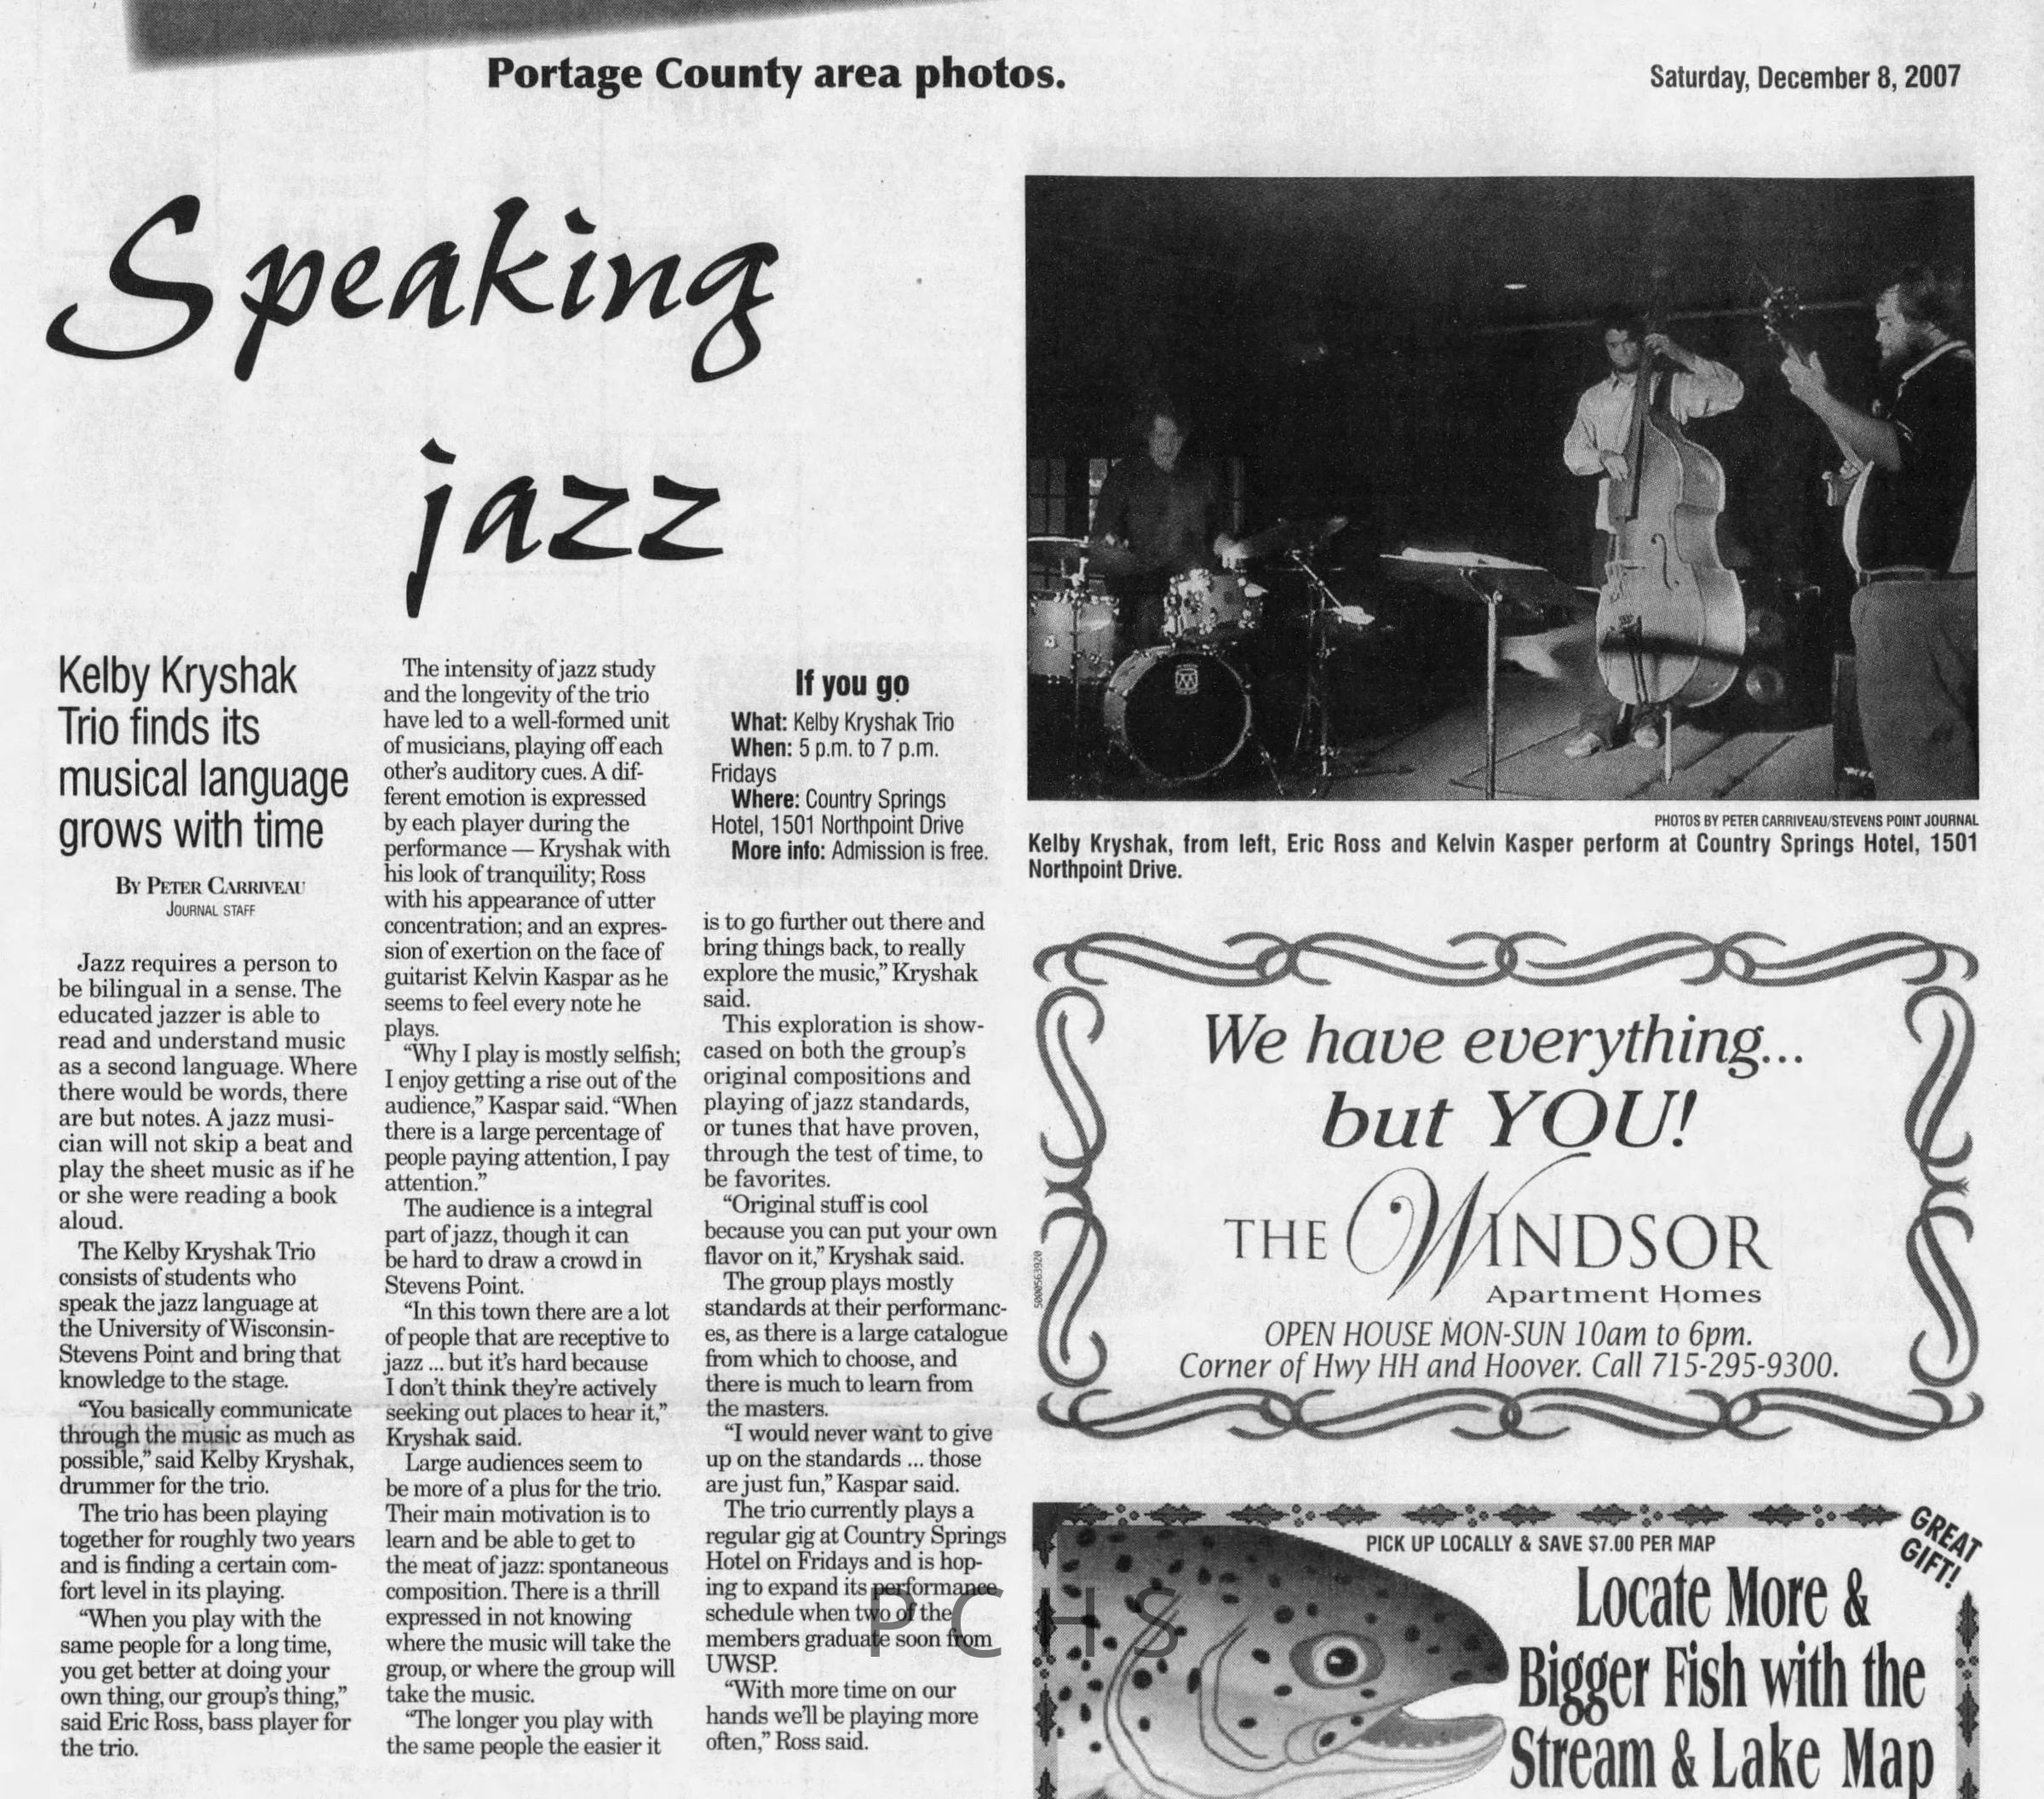 Portage County area photos.
Saturday, December 8, 2007
Speaking
jazz
Kelby Kryshak
Trio finds its
musical language
grows with time
BY PETER CARRIVEAU
JOURNAL STAFF
Jazz requires a person to
be bilingual in a sense. The
educated jazzer is able to
read and understand music
as a second language. Where
there would be words, there
are but notes. A jazz musi-
cian will not skip a beat and
play the sheet music as if he
or she were reading a book
aloud.
The Kelby Kryshak Trio
consists of students who
speak the jazz language at
the University of Wisconsin-
Stevens Point and bring that
knowledge to the stage.
“You basically communicate
through the music as much as
possible,” said Kelby Kryshak,
drummer for the trio.
The trio has been playing
together for roughly two years
and is finding a certain com-
fort level in its playing.
“When you play with the
same people for a long time,
you get better at doing your
own thing, our group's thing,”
said Eric Ross, bass player for
the trio.
The intensity of jazz study
and the longevity of the trio
have led to a well-formed unit
of musicians, playing off each
other's auditory cues. A dif-
ferent emotion is expressed
by each player during the
performance — Kryshak with
his look of tranquility; Ross
with his appearance of utter
concentration; and an expres-
sion of exertion on the face of
guitarist Kelvin Kaspar as he
seems to feel every note he
plays.
“Why I play is mostly selfish;
I enjoy getting a rise out of the
audience,” Kaspar said. “When
there is a large percentage of
people paying attention, I pay
attention.”
The audience is a integral
part of jazz, though it can
be hard to draw a crowd in
Stevens Point.
“In this town there are a lot
of people that are receptive to
jazz ... but it's hard because
I don't think they're actively
seeking out places to hear it,”
Kryshak said.
Large audiences seem to
be more of a plus for the trio.
Their main motivation is to
learn and be able to get to
the meat of jazz: spontaneous
composition. There is a thrill
expressed in not knowing
where the music will take the
group, or where the group will
take the music.
“The longer you play with
the same people the easier it
If you go
What: Kelby Kryshak Trio
When: 5 p.m. to 7 p.m.
Fridays
Where: Country Springs
Hotel, 1501 Northpoint Drive
More info: Admission is free.
is to go further out there and
bring things back, to really
explore the music,” Kryshak
said.
This exploration is show-
cased on both the group's
original compositions and
playing of jazz standards,
or tunes that have proven,
through the test of time, to
be favorites.
“Original stuff is cool
because you can put your own
flavor on it,” Kryshak said.
The group plays mostly
standards at their performanc-
es, as there is a large catalogue
from which to choose, and
there is much to learn from
the masters.
“I would never want to give
up on the standards ... those
are just fun,” Kaspar said.
The trio currently plays a
regular gig at Country Springs
Hotel on Fridays and is hop-
ing to expand its performance
schedule when two of the
members graduate soon from
UWSP.
“With more time on our
hands we'll be playing more
often,” Ross said.
PHOTOS BY PETER CARRIVEAU/STEVENS POINT JOURNAL
Kelby Kryshak, from left, Eric Ross and Kelvin Kasper perform at Country Springs Hotel, 1501
Northpoint Drive.
We have everything...
but YOU!
THE WINDSOR
Apartment Homes
OPEN HOUSE MON-SUN 10am to 6pm.
Corner of Hwy HH and Hoover. Call 715-295-9300.
5000563920
PICK UP LOCALLY & SAVE $7.00 PER MAP
GREAT
GIFT!
Locate More &
Bigger Fish with the
Stream & Lake Map
PCHS